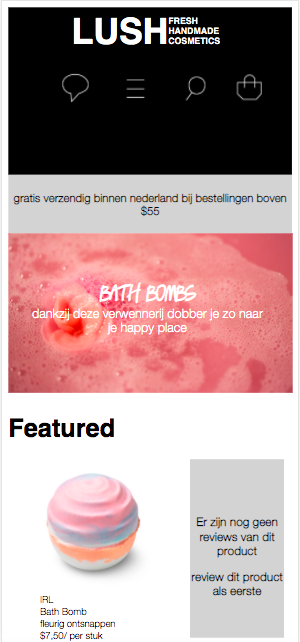 LUSH FRESH
HANDMADE
COSMETICS
gratis verzendig binnen nederland bij bestellingen boven
$55
BATH BOMBS
dankzij deze verwennerij dobber je zo naar
je happy place
Featured
IRL
Bath Bomb
fleurig ontsnappen
$7,50/ per stuk
Er zijn nog geen
reviews van dit
product
review dit product
als eerste